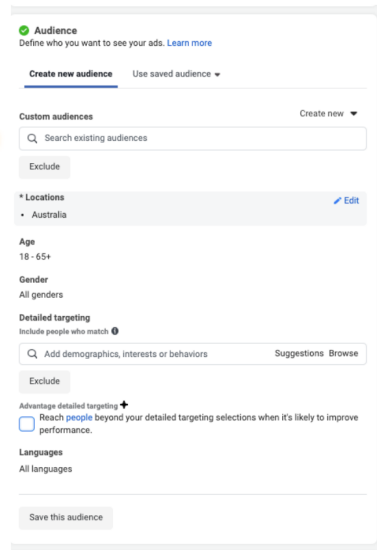 Audience
Define who you want to see your ads. Learn more
Create new audience Use saved audience
Custom audiences Create new
Search existing audiences
Exclude
* Locations Edit
• Australia
Age
18 - 65+
Gender
All genders
Detailed targeting
Include people who match
Add demographics, interests or behaviors Suggestions Browse
Exclude
Advantage detailed targeting
Reach people beyond your detailed targeting selections when it's likely to improve
performance.
Languages
All languages
Save this audience